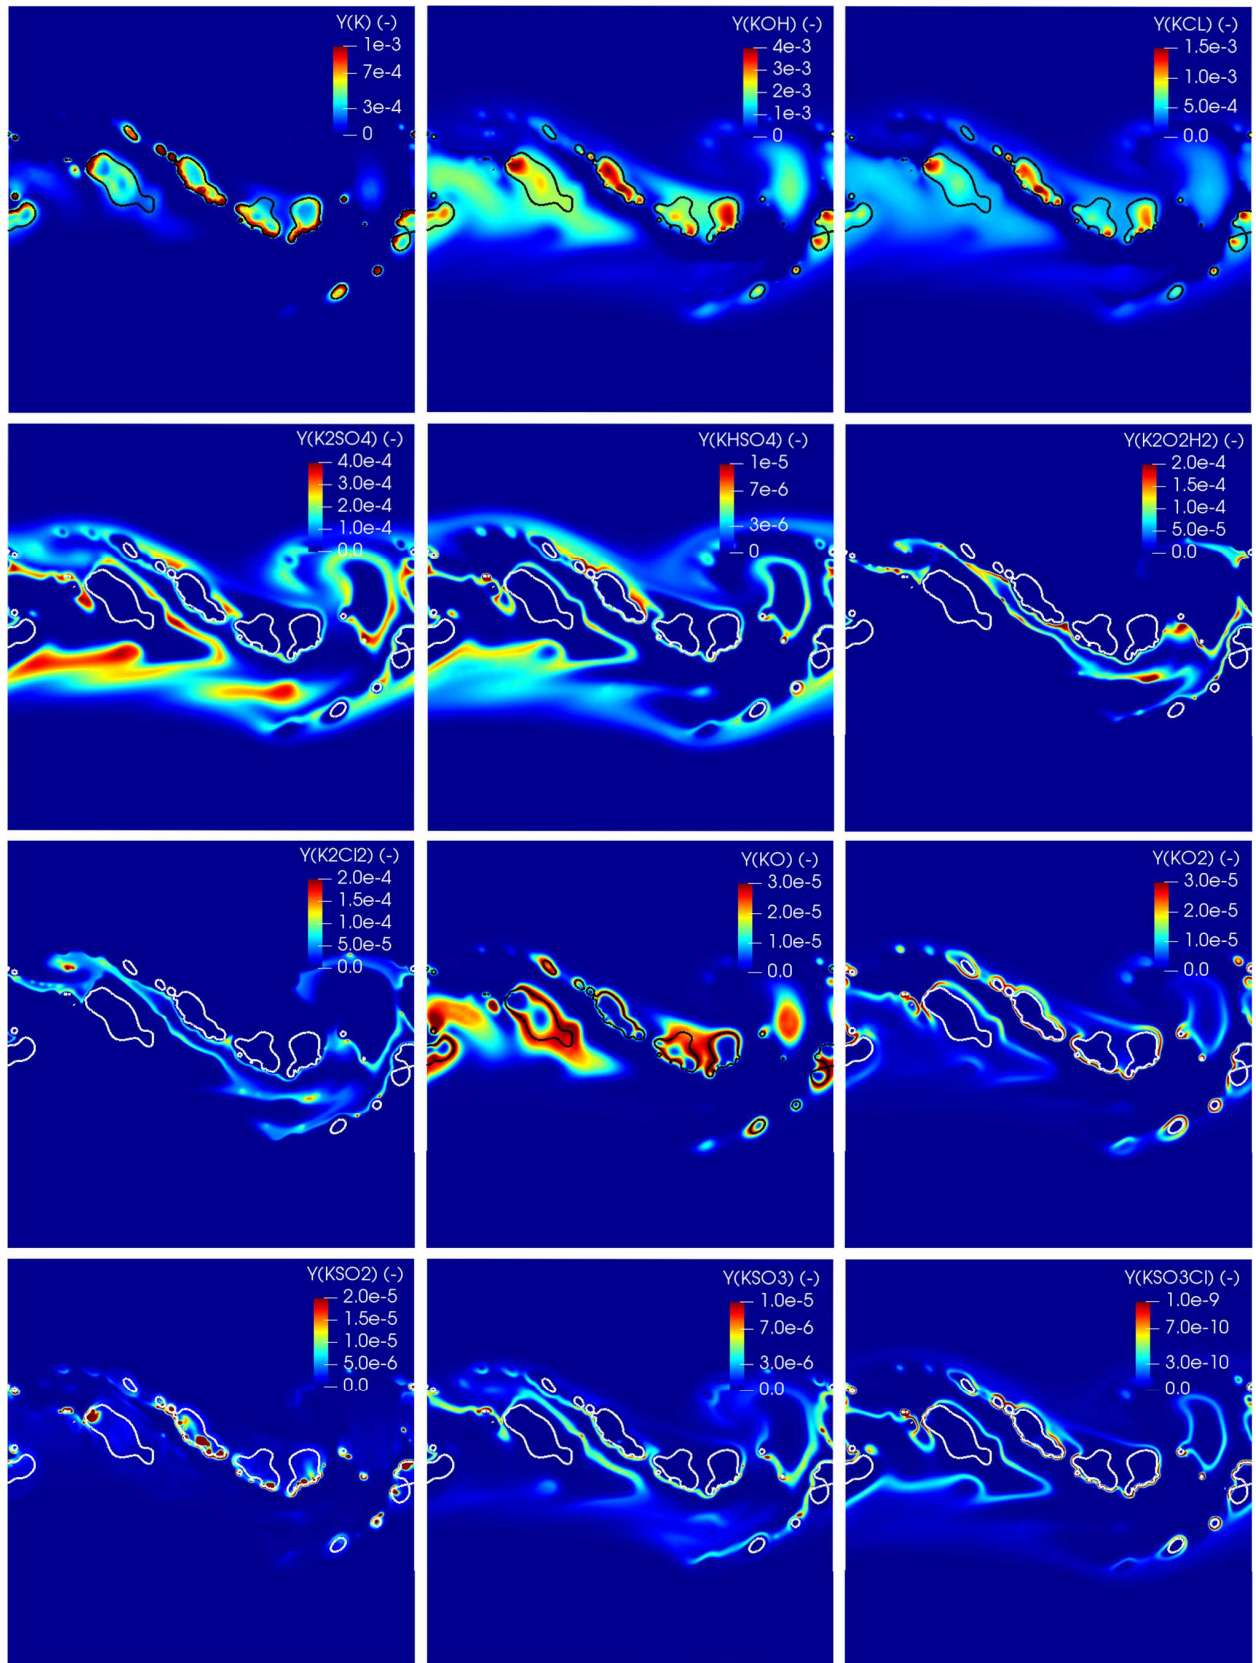 Y(K) (-)
1e-3
7e-4
3e-4
0
Y(KOH) (-)
4e-3
3e-3
2e-3
1e-3
0
Y(KCL) (-)
1.5e-3
1.0e-3
5.0e-4
0.0
Y(K2SO4) (-)
4.0e-4
3.0e-4
2.0e-4
1.0e-4
0.0
Y(KHSO4) (-)
1e-5
7e-6
3e-6
0
Y(K2O2H2) (-)
2.0e-4
1.5e-4
1.0e-4
5.0e-5
0.0
Y(K2Cl2) (-)
2.0e-4
1.5e-4
1.0e-4
5.0e-5
0.0
Y(KO) (-)
3.0e-5
2.0e-5
1.0e-5
0.0
Y(KO2) (-)
3.0e-5
2.0e-5
1.0e-5
0.0
Y(KSO2) (-)
2.0e-5
1.5e-5
1.0e-5
5.0e-6
0.0
Y(KSO3) (-)
1.0e-5
7.0e-6
3.0e-6
0.0
Y(KSO3Cl) (-)
1.0e-9
7.0e-10
3.0e-10
0.0